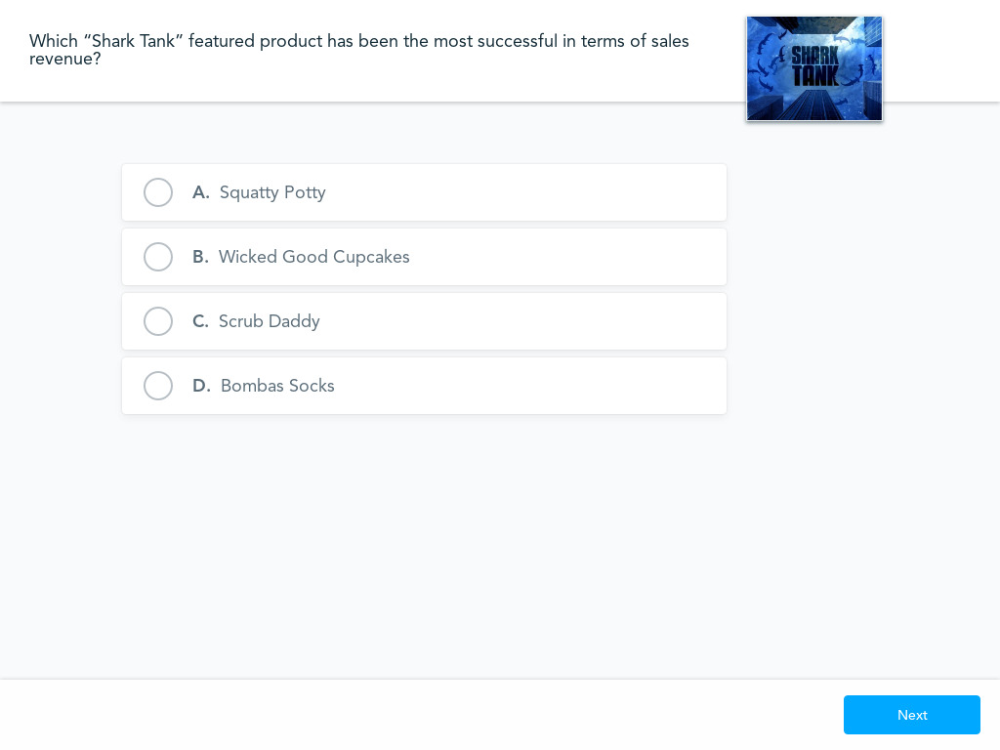 Which “Shark Tank” featured product has been the most successful in terms of sales
revenue?
SHARK
TANK
A. Squatty Potty
B. Wicked Good Cupcakes
C. Scrub Daddy
D. Bombas Socks
Next